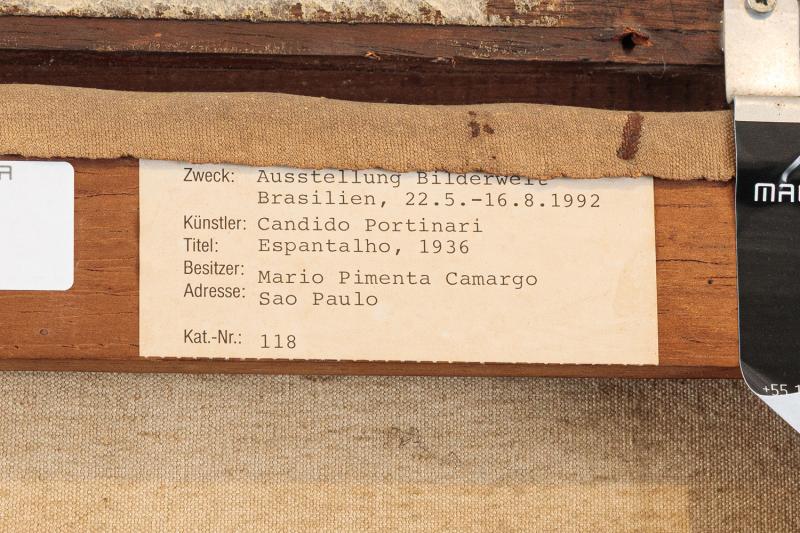 Zweck: Ausstellung Bilderwelt
Brasilien, 22.5.-16.8.1992
Künstler: Candido Portinari
Titel: Espantalho, 1936
Besitzer: Mario Pimenta Camargo
Adresse: Sao Paulo
Kat.-Nr.: 118
+55